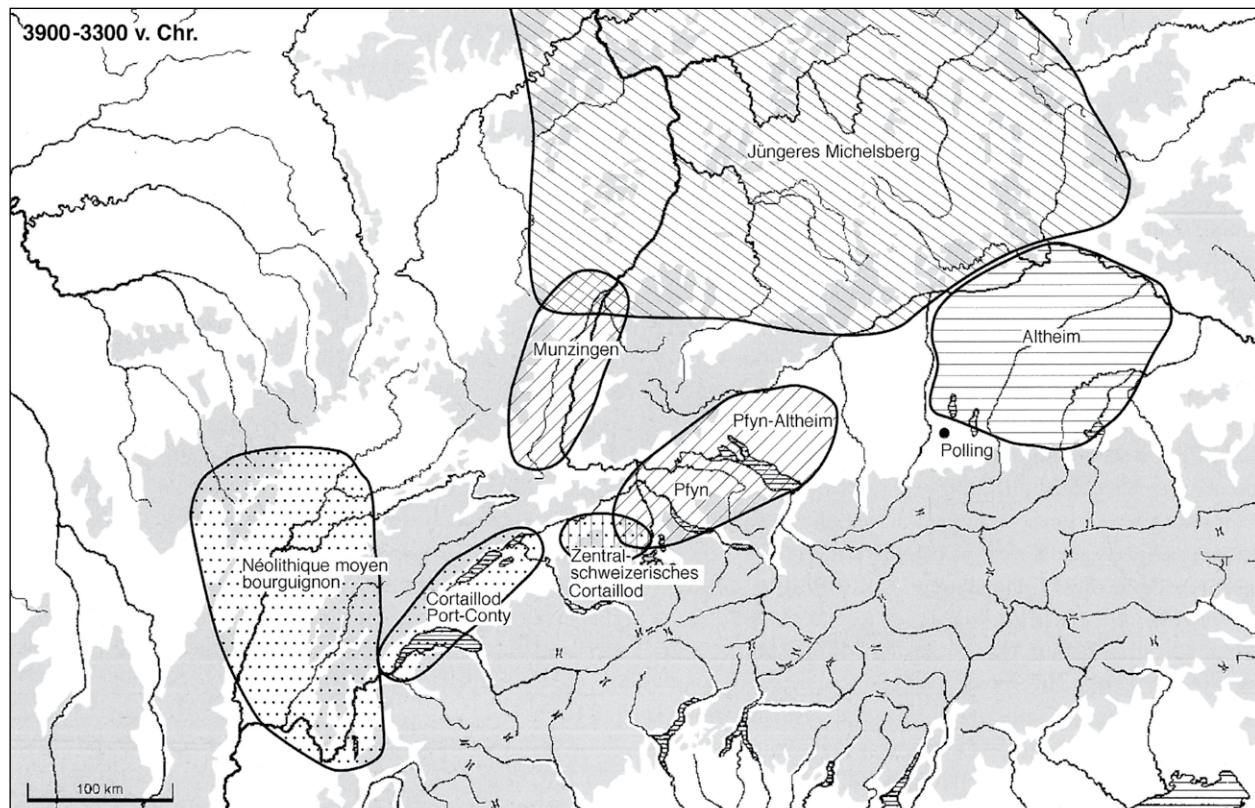 3900-3300 v. Chr.
Jüngeres Michelsberg
Munzingen
Altheim
Pfyn-Altheim
Polling
Pfyn
Néolithique moyen
bourguignon
Zentral-
schweizerisches
Cortaillod
Cortaillod
Port-Conty
100 km